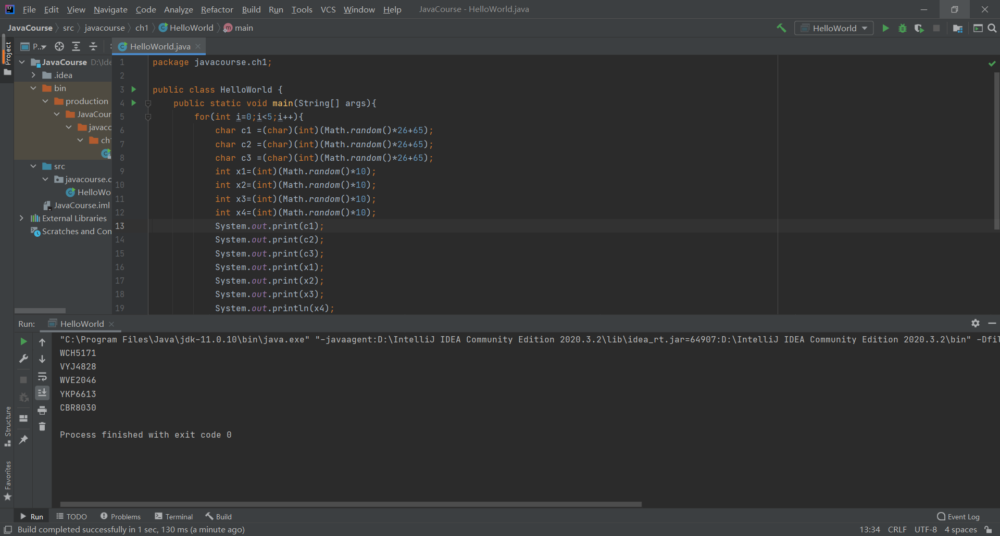 File Edit View Navigate Code Analyze Refactor Build Run Tools VCS Window Help JavaCourse - HelloWorld.java
JavaCourse src javacourse ch1 HelloWorld main HelloWorld
Project
P... HelloWorld.java
JavaCourse D:\Ide
.idea
bin
production
JavaCour
javaco
ch1
src
javacourse.c
HelloWo
JavaCourse.iml
External Libraries
Scratches and Con
1 package javacourse.ch1;
2
3 public class HelloWorld {
4 public static void main(String[] args){
5 for(int i=0;i<5;i++){
6 char c1 =(char)(int)(Math.random()*26+65);
7 char c2 =(char)(int)(Math.random()*26+65);
8 char c3 =(char)(int)(Math.random()*26+65);
9 int x1=(int)(Math.random()*10);
10 int x2=(int)(Math.random()*10);
11 int x3=(int)(Math.random()*10);
12 int x4=(int)(Math.random()*10);
13 System.out.print(c1);
14 System.out.print(c2);
15 System.out.print(c3);
16 System.out.print(x1);
17 System.out.print(x2);
18 System.out.print(x3);
19 System.out.println(x4);
Run: HelloWorld
"C:\Program Files\Java\jdk-11.0.10\bin\java.exe" "-javaagent:D:\IntelliJ IDEA Community Edition 2020.3.2\lib\idea_rt.jar=64907:D:\IntelliJ IDEA Community Edition 2020.3.2\bin" -Dfil
WCH5171
VYJ4828
WVE2046
YKP6613
CBR8030
Process finished with exit code 0
Structure
Favorites
Run TODO Problems Terminal Build Event Log
Build completed successfully in 1 sec, 130 ms (a minute ago) 13:34 CRLF UTF-8 4 spaces